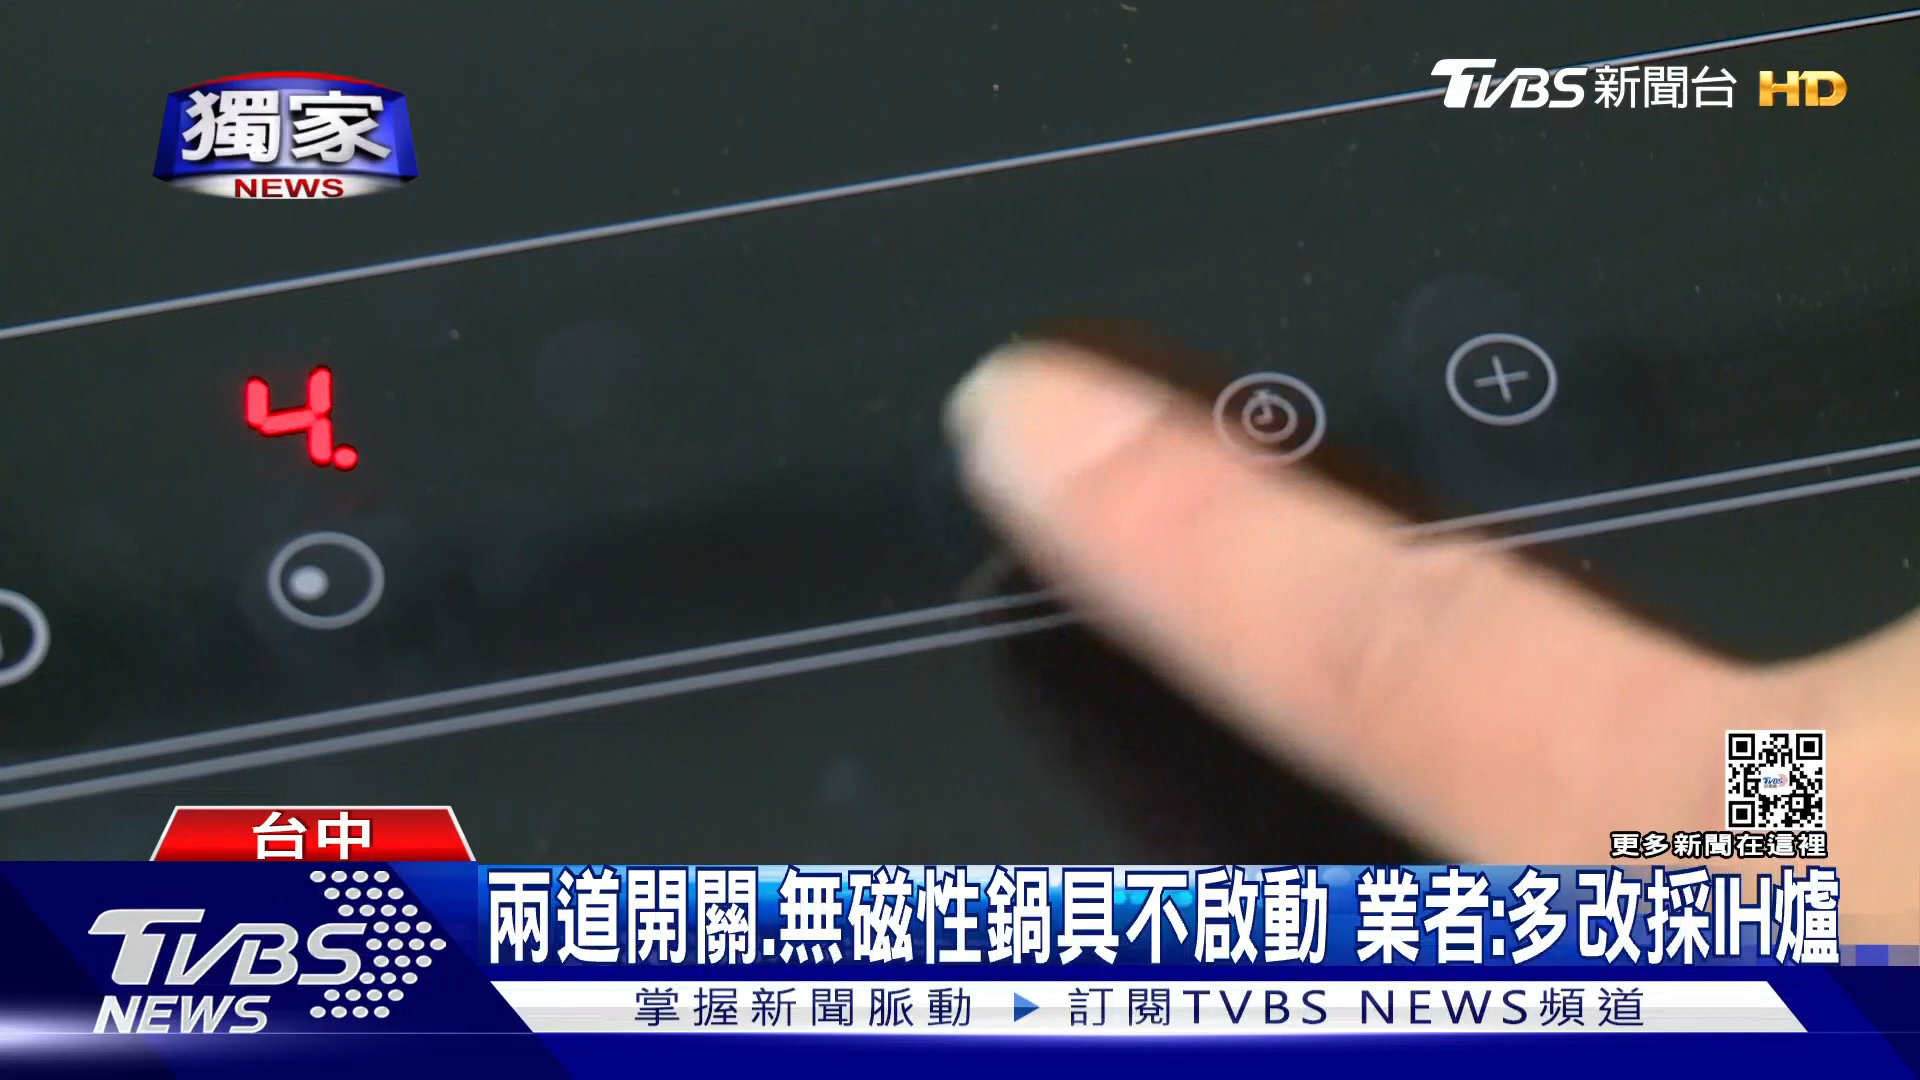 獨家
NEWS
TVBS新聞台 HD
4.
更多新聞在這裡
台中
兩道開關.無磁性鍋具不啟動 業者:多改採IH爐
TVBS
NEWS
掌握新聞脈動 ▶ 訂閱TVBS NEWS頻道